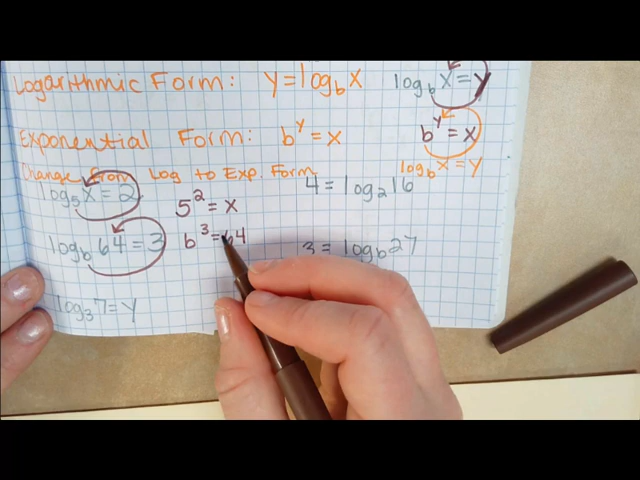 Logarithmic Form: y = log_b x log_b x = y
Exponential Form: b^y = x b^y = x
Change from Log to Exp. Form log_b x = y
log_5 x = 2 5^2 = x 4 = log_2 16
log_b 64 = 3 b^3 = 64 3 = log_b 27
log_3 7 = y